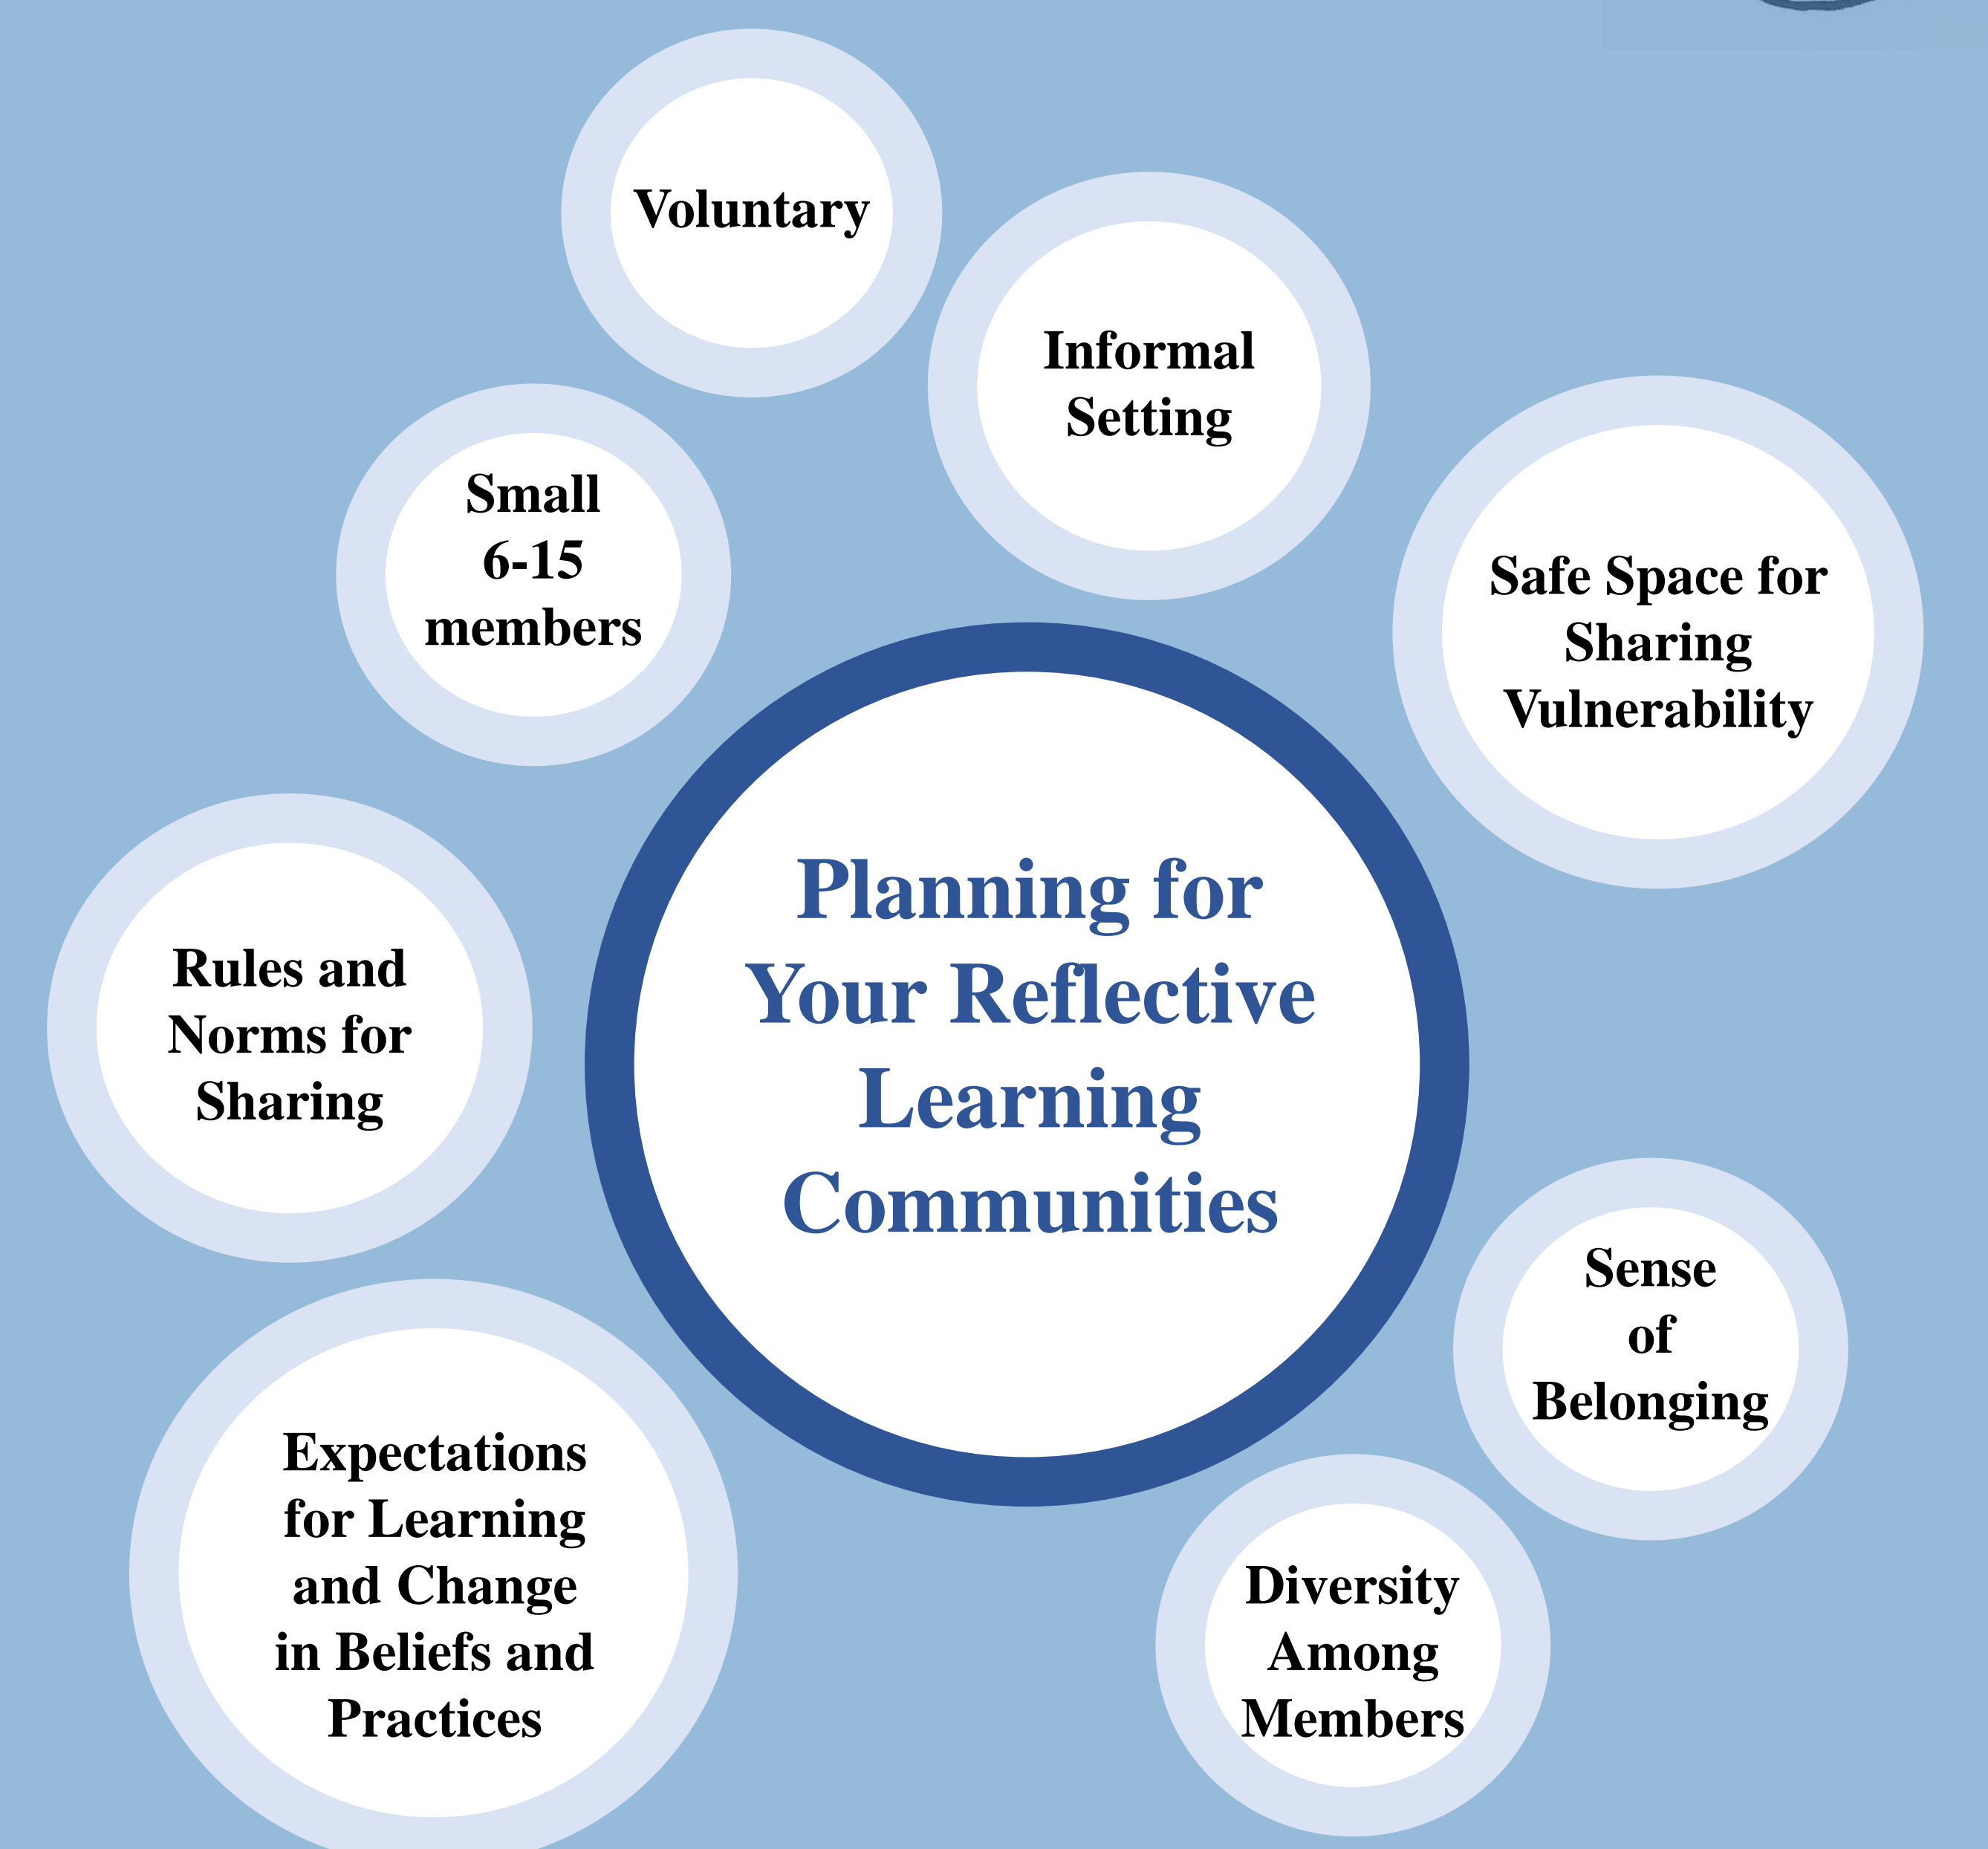 Voluntary
Informal
Setting
Small
6-15
members
Safe Space for
Sharing
Vulnerability
Planning for
Your Reflective
Learning
Communities
Rules and
Norms for
Sharing
Sense
of
Belonging
Expectations
for Learning
and Change
in Beliefs and
Practices
Diversity
Among
Members